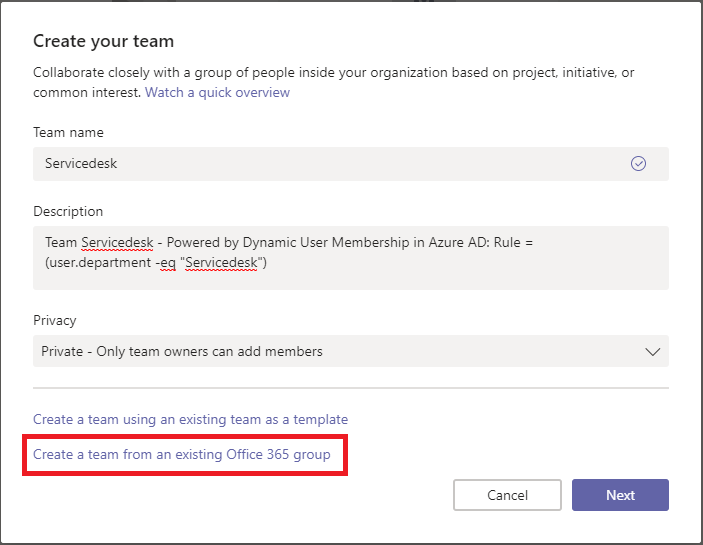 Create your team
Collaborate closely with a group of people inside your organization based on project, initiative, or
common interest. Watch a quick overview
Team name
Servicedesk
Description
Team Servicedesk - Powered by Dynamic User Membership in Azure AD: Rule =
(user.department -eq "Servicedesk")
Privacy
Private - Only team owners can add members
Create a team using an existing team as a template
Create a team from an existing Office 365 group
Cancel
Next